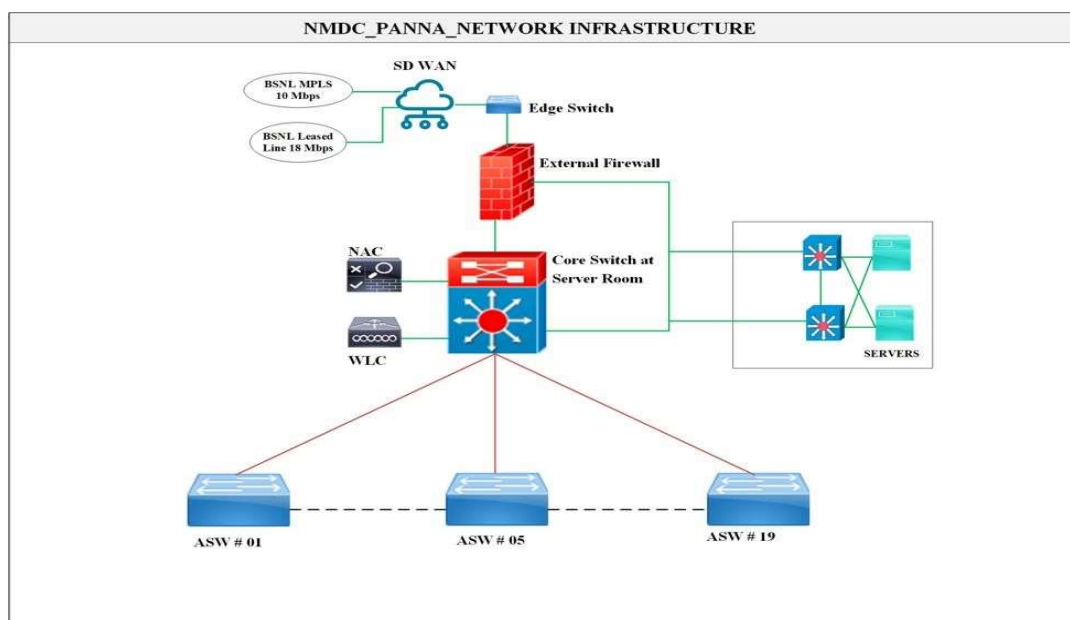 NMDC_PANNA_NETWORK INFRASTRUCTURE
SD WAN
BSNL MPLS
10 Mbps
Edge Switch
BSNL Leased
Line 18 Mbps
External Firewall
NAC
Core Switch at
Server Room
WLC
SERVERS
ASW # 01
ASW # 05
ASW # 19